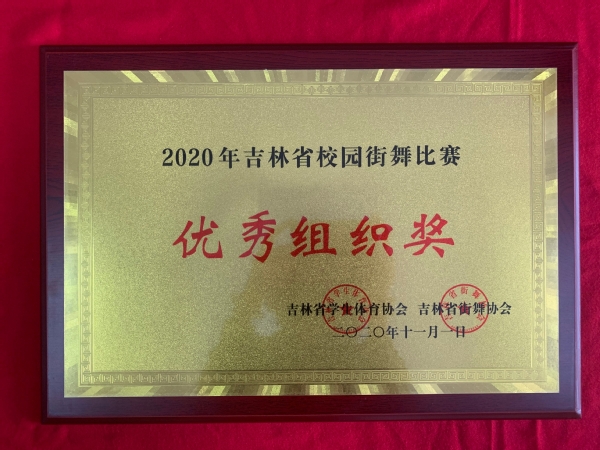 2020年吉林省校园街舞比赛
优秀组织奖
吉林省学生体育协会 吉林省街舞协会
二〇二〇年十一月一日